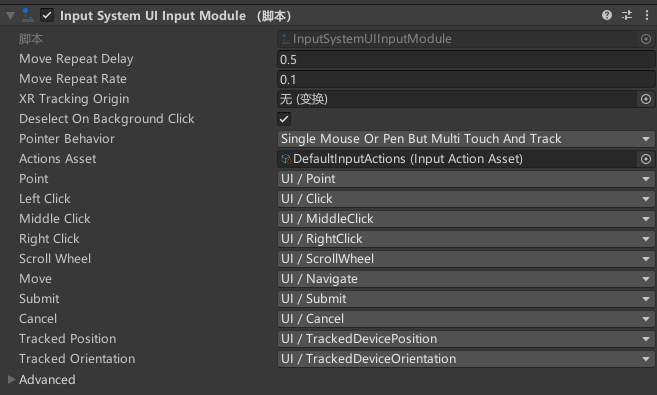 Input System UI Input Module （脚本）
脚本 InputSystemUIInputModule
Move Repeat Delay 0.5
Move Repeat Rate 0.1
XR Tracking Origin 无 (变换)
Deselect On Background Click
Pointer Behavior Single Mouse Or Pen But Multi Touch And Track
Actions Asset DefaultInputActions (Input Action Asset)
Point UI / Point
Left Click UI / Click
Middle Click UI / MiddleClick
Right Click UI / RightClick
Scroll Wheel UI / ScrollWheel
Move UI / Navigate
Submit UI / Submit
Cancel UI / Cancel
Tracked Position UI / TrackedDevicePosition
Tracked Orientation UI / TrackedDeviceOrientation
Advanced